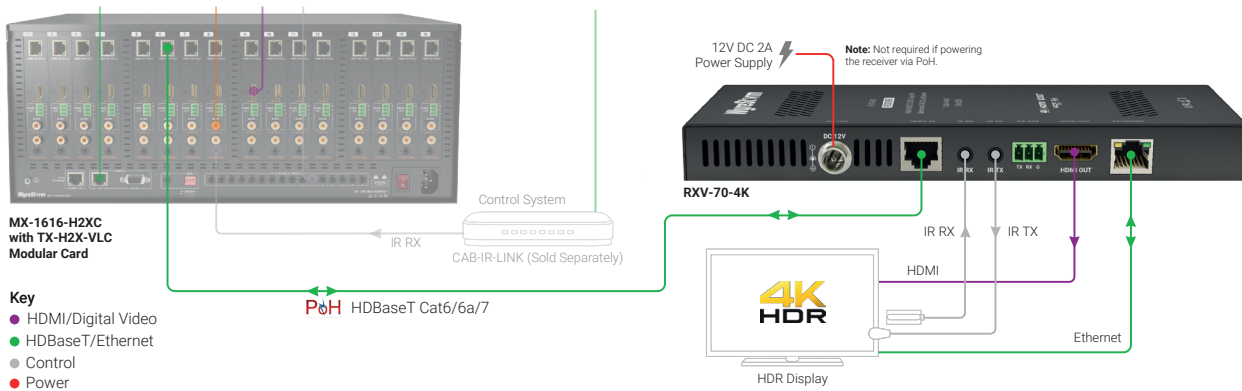 12V DC 2A
Power Supply
Note: Not required if powering
the receiver via PoH.
WyreStorm
DC 12V
IR RX
IR TX
TX RX G
HDMI OUT
RXV-70-4K
WyreStorm
MX-1616-H2XC
with TX-H2X-VLC
Modular Card
Control System
IR RX
CAB-IR-LINK (Sold Separately)
IR RX
IR TX
HDMI
4K
HDR
Ethernet
HDR Display
PoH HDBaseT Cat6/6a/7
Key
HDMI/Digital Video
HDBaseT/Ethernet
Control
Power